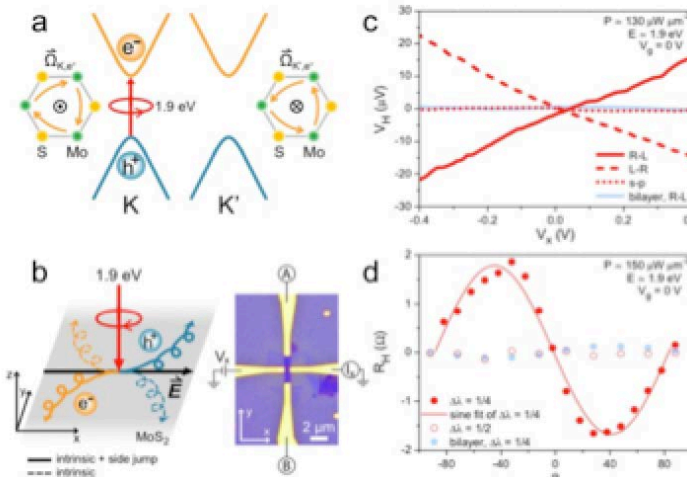 a
e⁻
Ω⃗K,e⁻
1.9 eV
S
Mo
h⁺
K
K'
Ω⃗K',e⁻
b
1.9 eV
h⁺
E⃗
e⁻
z
y
x
MoS₂
intrinsic + side jump
intrinsic
A
Vₓ
y
x
2 μm
B
c
P = 130 μW μm
E = 1.9 eV
Vg = 0 V
VH (μV)
30
20
10
0
-10
-20
-30
R-L
L-R
s-p
bilayer, R-L
-0.4
-0.2
0.0
0.2
Vₓ (V)
d
P = 150 μW μm
E = 1.9 eV
Vg = 0 V
RH (Ω)
2
1
0
-1
-2
Δλ = 1/4
sine fit of Δλ = 1/4
Δλ = 1/2
bilayer, Δλ = 1/4
-80
-40
0
40
80